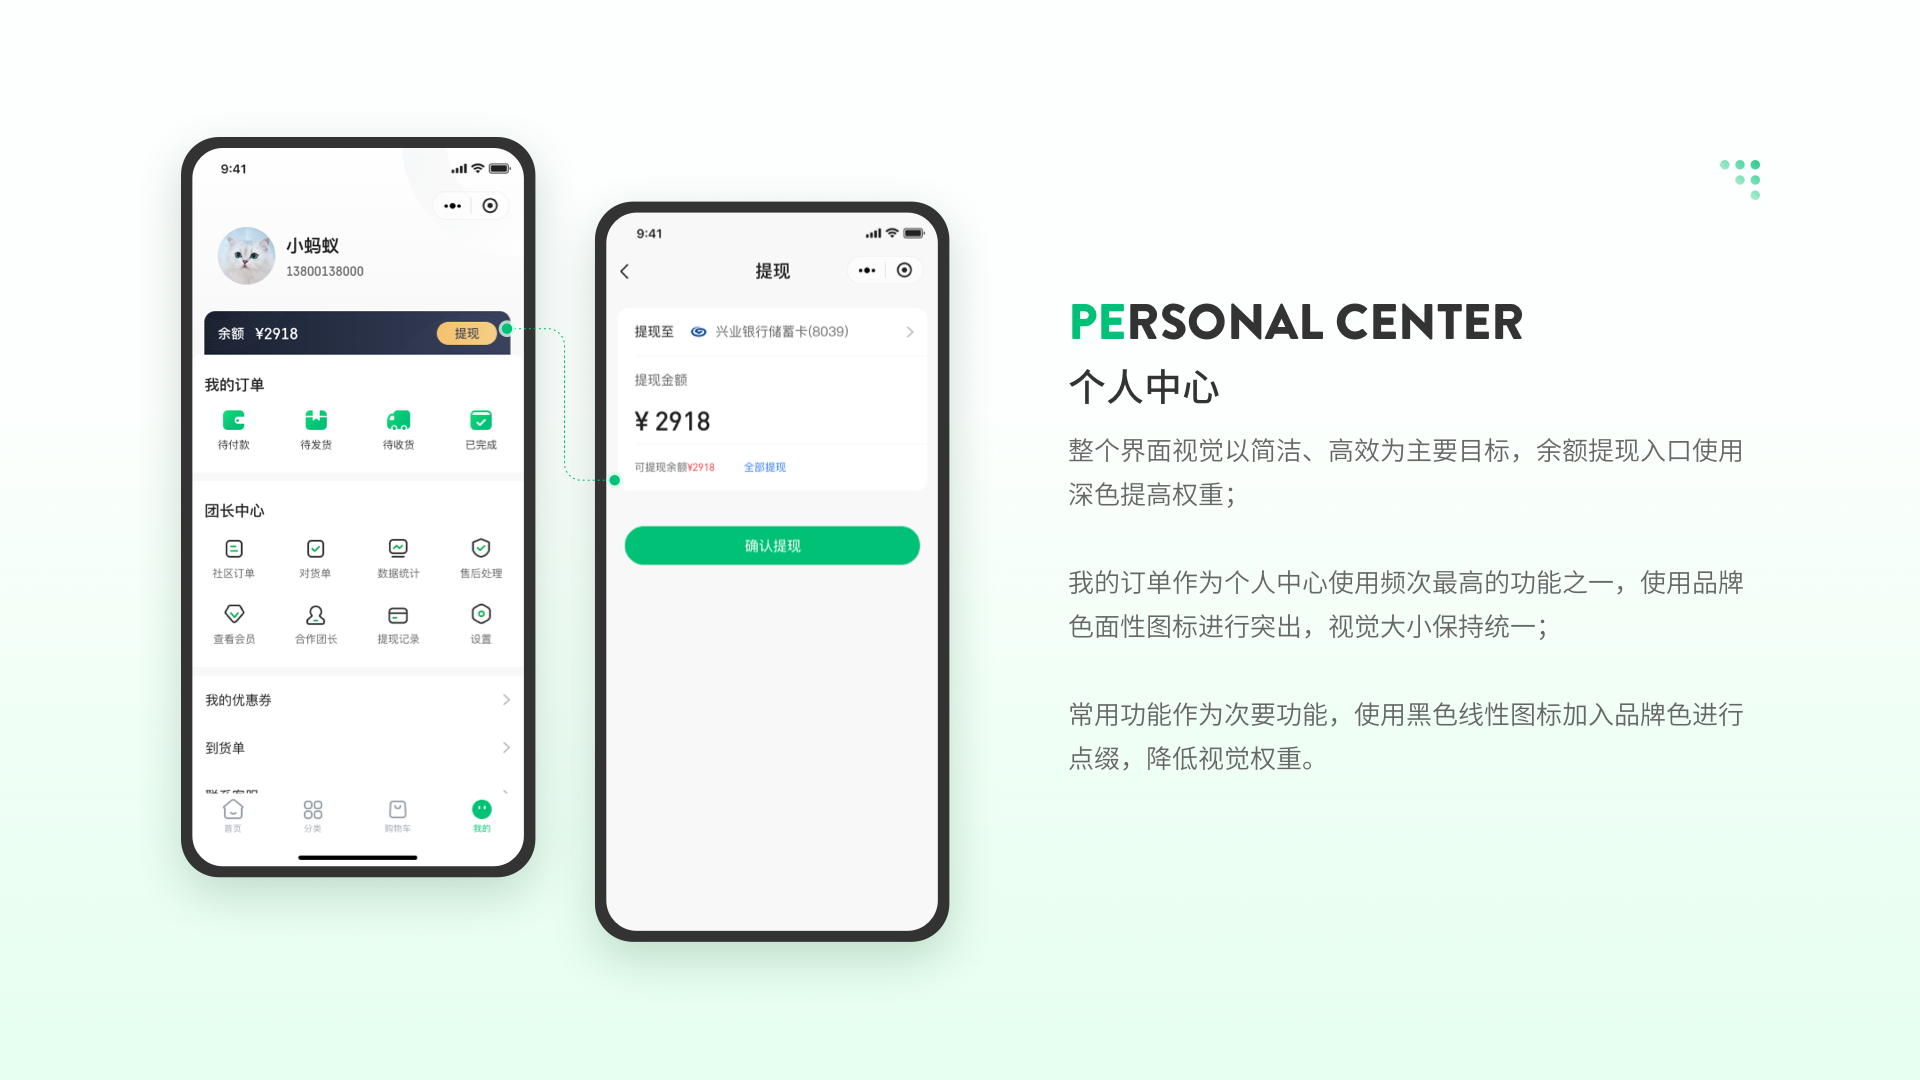 9:41
小蚂蚁
13800138000
余额 ¥2918 提现
我的订单
待付款 待发货 待收货 已完成
团长中心
社区订单 对货单 数据统计 售后处理
查看会员 合作团长 提现记录 设置
我的优惠券
到货单
首页 分类 购物车 我的
9:41
提现
提现至 兴业银行储蓄卡(8039)
提现金额
¥ 2918
可提现余额¥2918 全部提现
确认提现
PERSONAL CENTER
个人中心
整个界面视觉以简洁、高效为主要目标，余额提现入口使用
深色提高权重；
我的订单作为个人中心使用频次最高的功能之一，使用品牌
色面性图标进行突出，视觉大小保持统一；
常用功能作为次要功能，使用黑色线性图标加入品牌色进行
点缀，降低视觉权重。